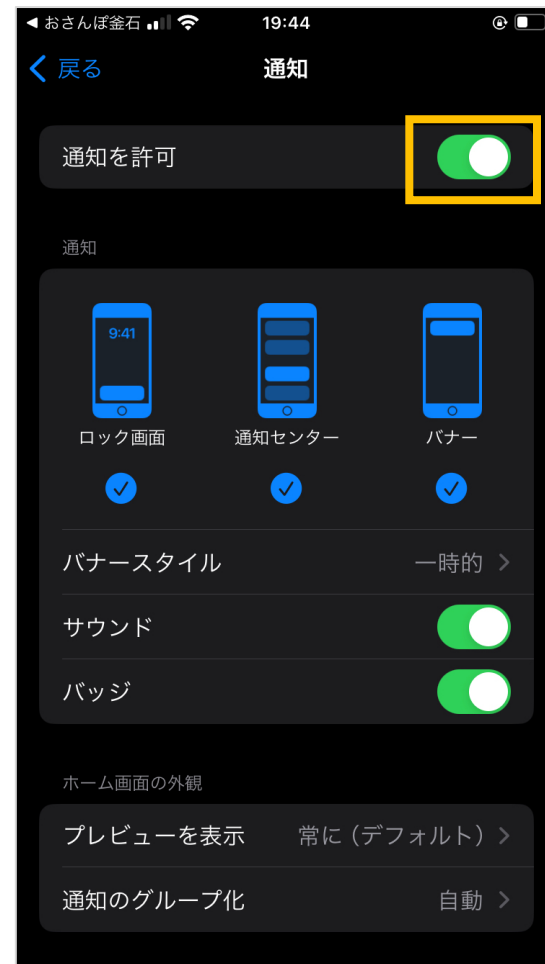 ◀ おさんぽ釜石 19:44
戻る 通知
通知を許可
通知
9:41
ロック画面 通知センター バナー
バナースタイル 一時的
サウンド
バッジ
ホーム画面の外観
プレビューを表示 常に（デフォルト）
通知のグループ化 自動